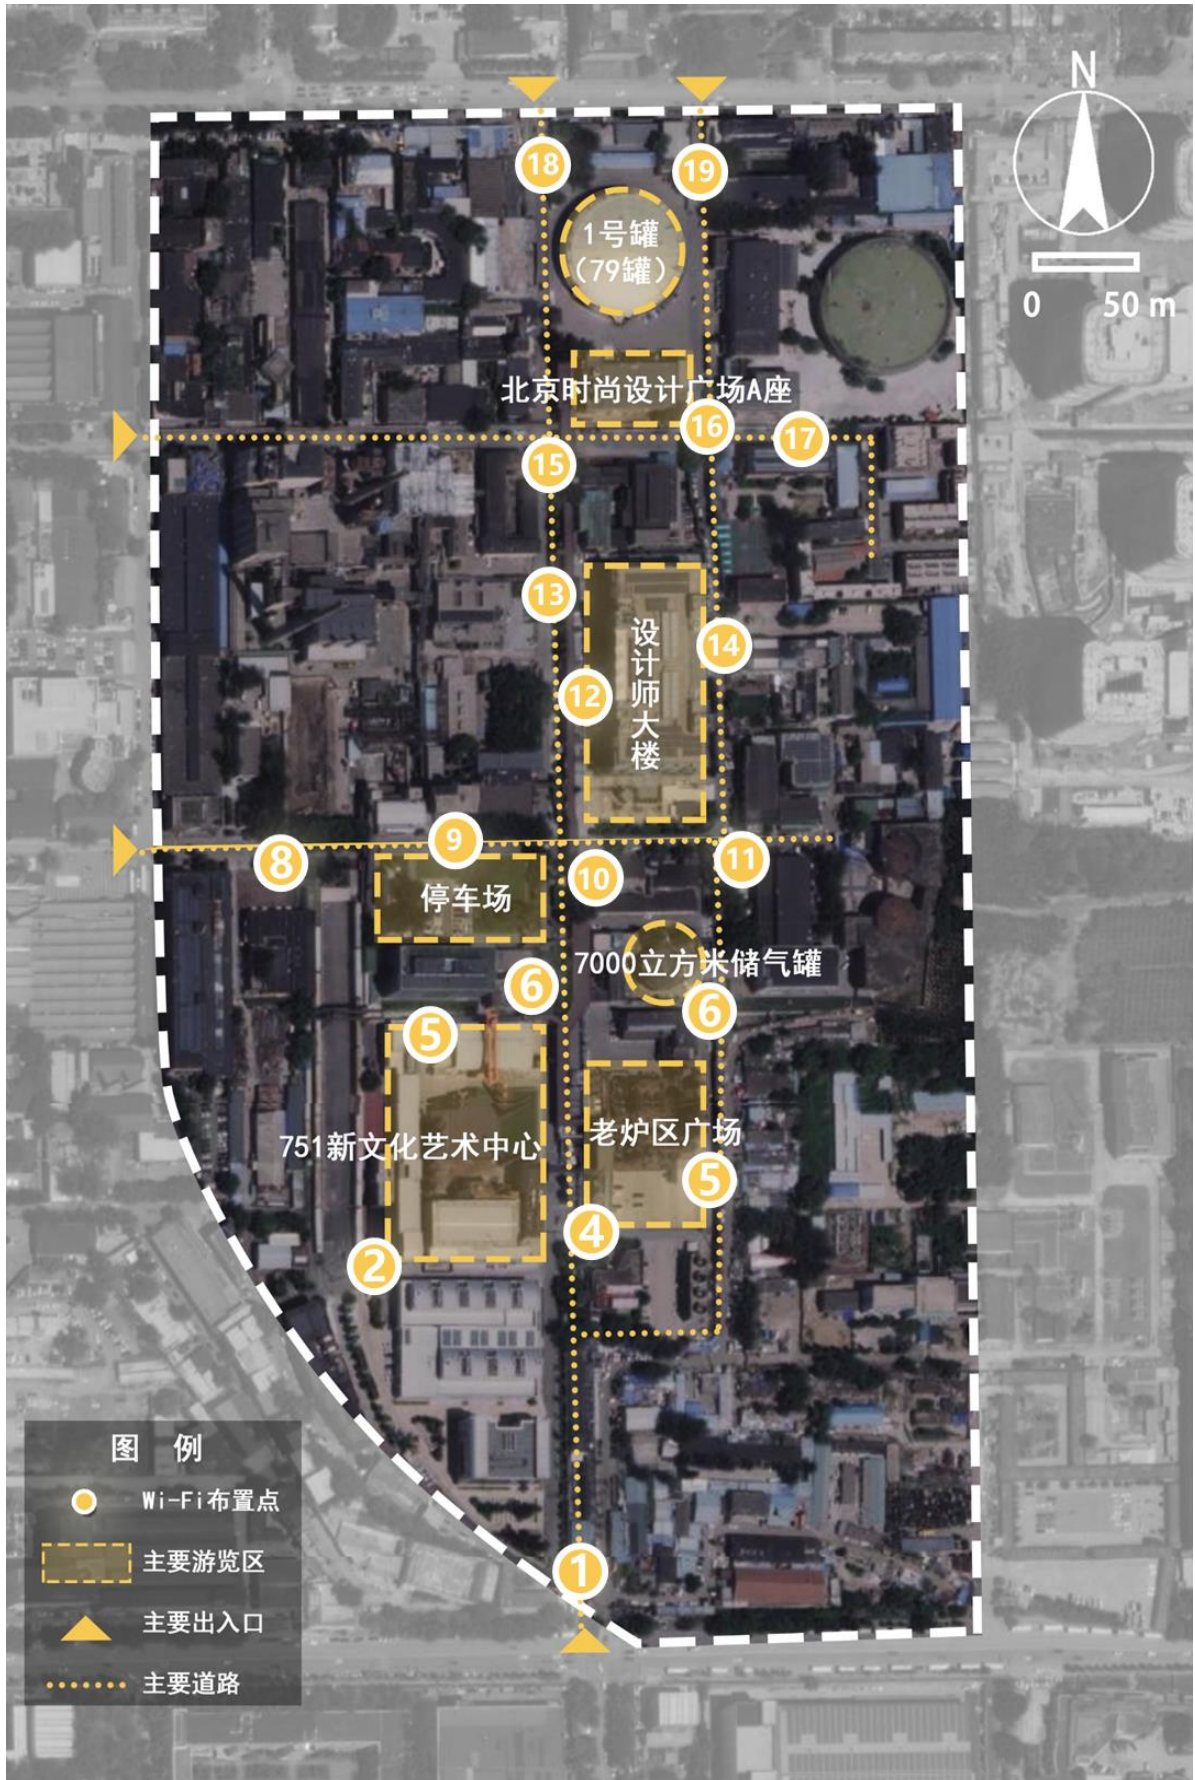 N
18
19
1号罐
（79罐）
0 50 m
北京时尚设计广场A座
16
17
15
13
设计师大楼
14
12
9
11
8
10
停车场
7000立方米储气罐
6
6
5
751新文化艺术中心
老炉区广场
5
4
2
图 例
Wi-Fi布置点
主要游览区
1
主要出入口
主要道路